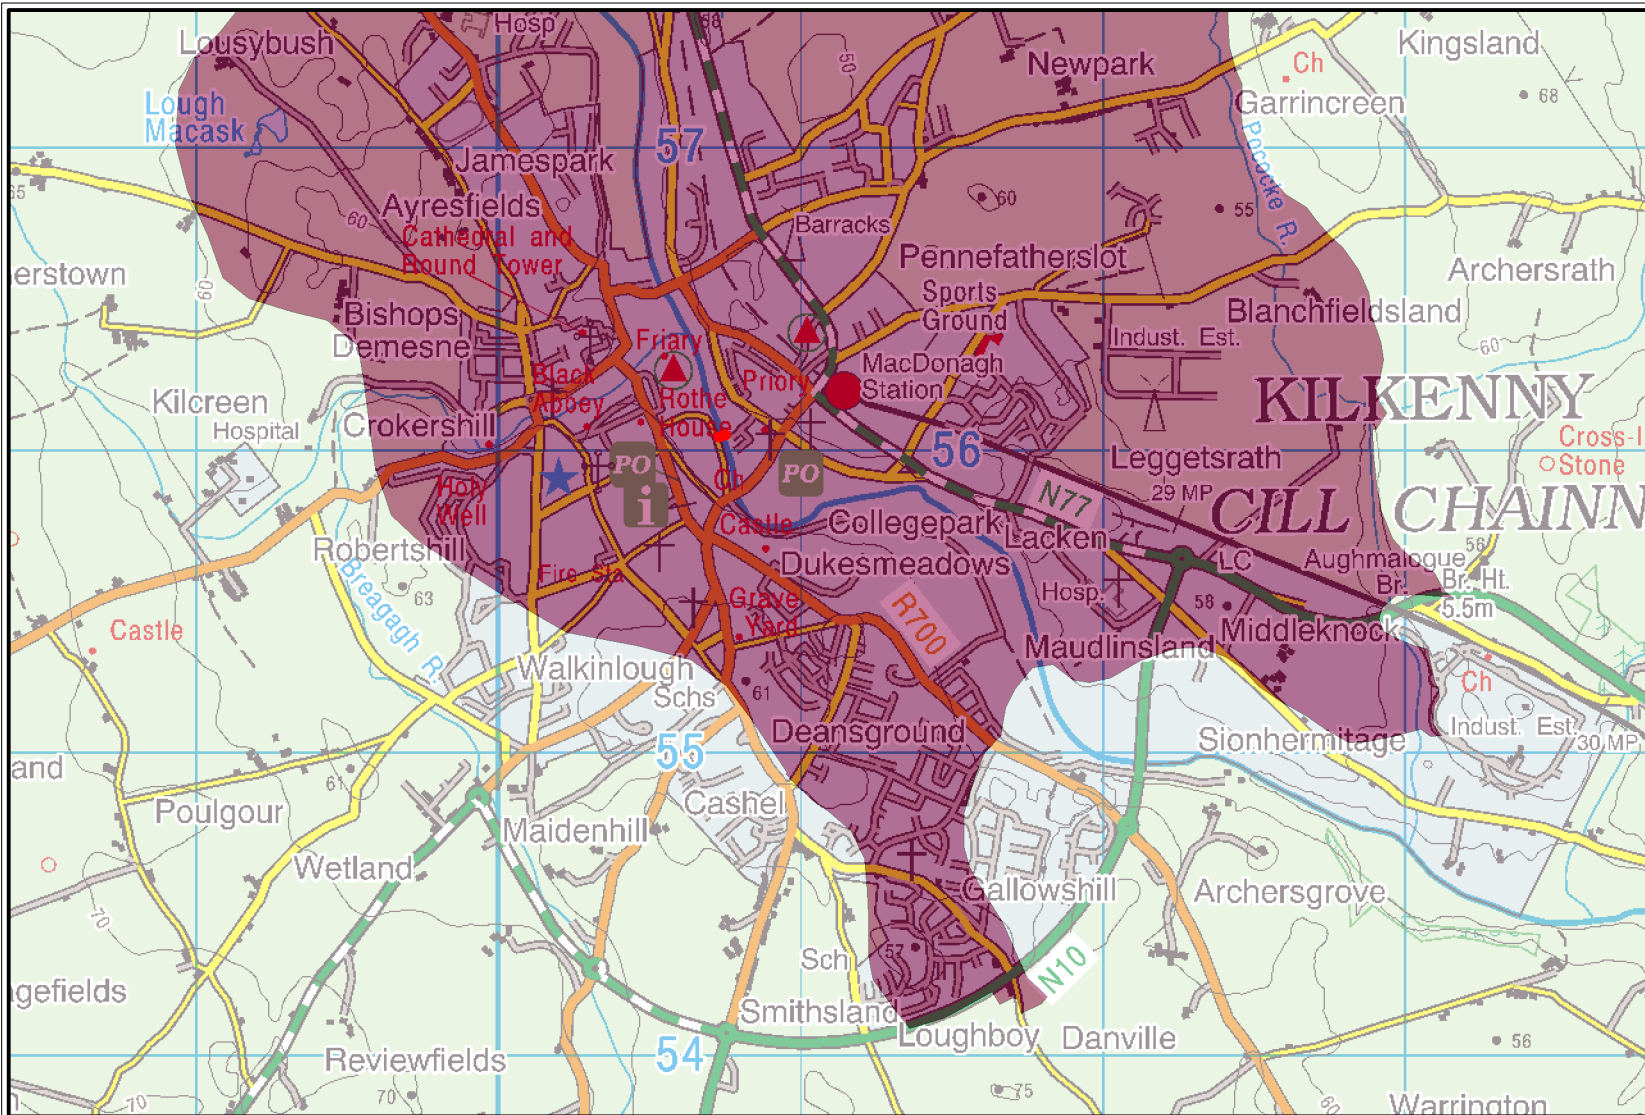 Hosp
68
Lousybush
Kingsland
Ch
50
Newpark
68
Lough
Macask
Garrincreen
57
Pococke R.
Jamespark
65
60
60
55
Ayresfields
Barracks
Cathedral and
Round Tower
Pennefatherslot
Archersrath
erstown
60
Sports
Ground
Bishops
Demesne
Blanchfieldsland
Friary
Indust. Est.
60
MacDonagh
Station
Black
Abbey
Priory
Rothe
House
KILKENNY
Kilcreen
Hospital
Crokershill
56
Cross-I
Stone
Leggetsrath
PO
PO
Ch
Holy
Well
29 MP
N77
i
CILL CHAINN
Castle
Collegepark
Lacken
Robertshill
Dukesmeadows
LC
Aughmalogue
Br.
56
Br. Ht.
5.5m
Fire Sta
Breagagh R.
63
Grave
Yard
R700
Hosp.
58
Castle
Maudlinsland
Middleknock
Walkinlough
Schs
61
Ch
Deansground
Indust. Est.
30 MP
Sionhermitage
55
and
61
Poulgour
Cashel
Maidenhill
Wetland
Gallowshill
Archersgrove
70
57
Sch
N10
gefields
Smithsland
Loughboy
Danville
54
56
Reviewfields
75
70
70
60
Warrington